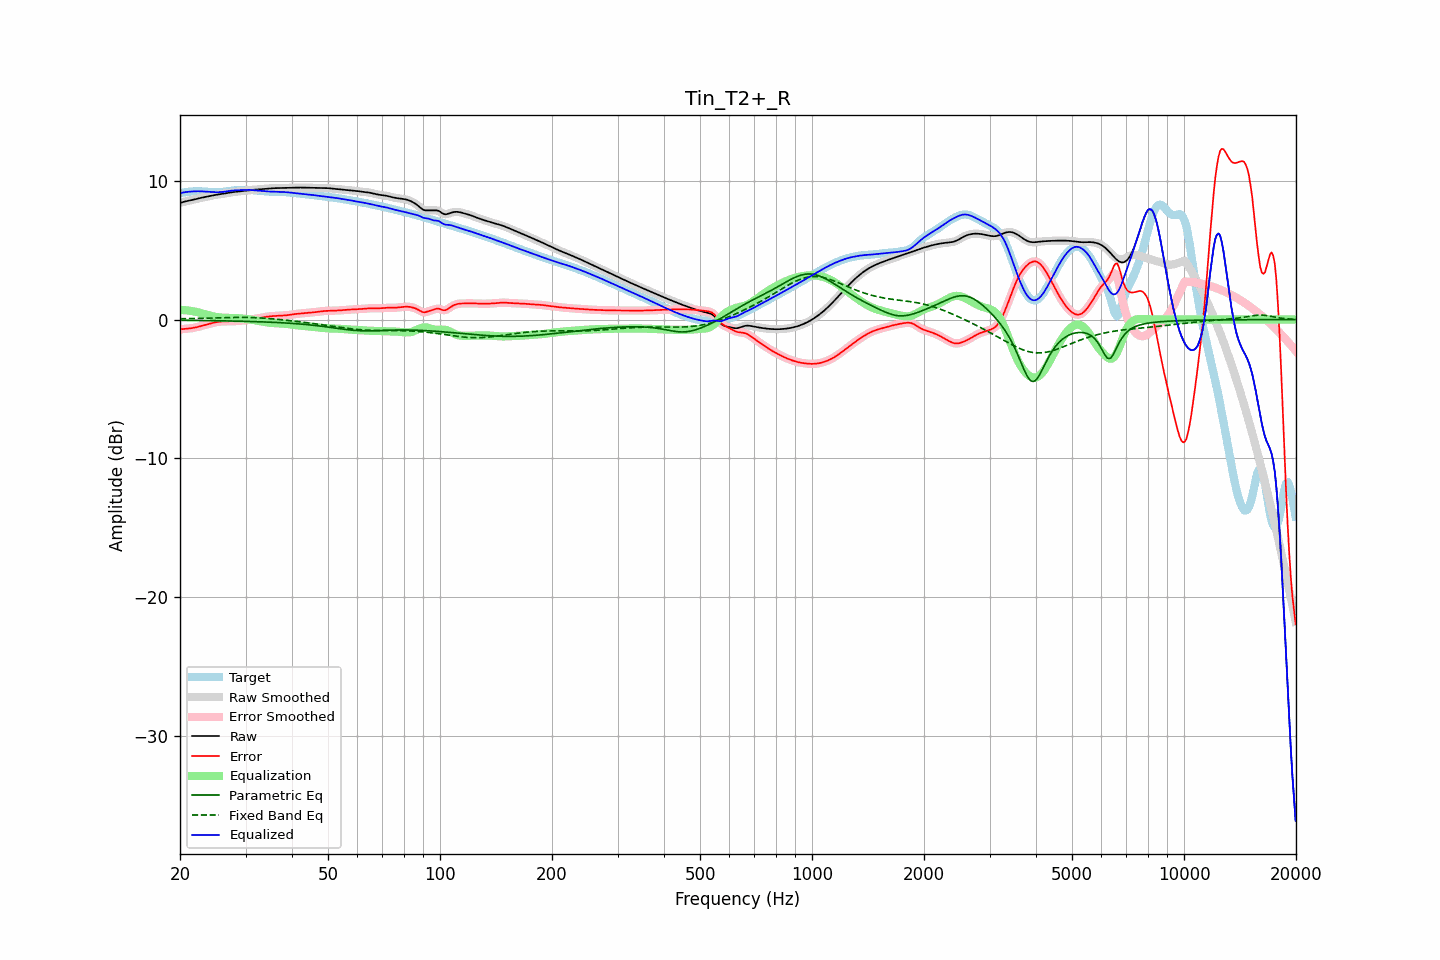 Tin_T2+_R
Amplitude (dBr)
10
0
−10
−20
−30
Target
Raw Smoothed
Error Smoothed
Raw
Error
Equalization
Parametric Eq
Fixed Band Eq
Equalized
20 50 100 200 500 1000 2000 5000 10000 20000
Frequency (Hz)